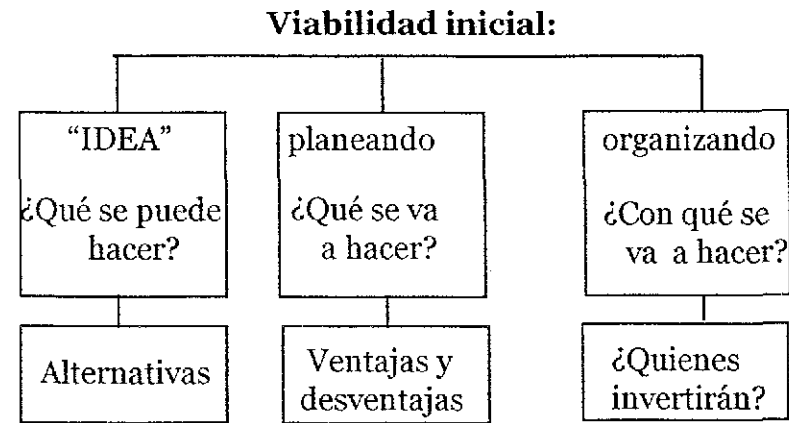 Viabilidad inicial:
“IDEA”
¿Qué se puede
hacer?
Alternativas
planeando
¿Qué se va
a hacer?
Ventajas y
desventajas
organizando
¿Con qué se
va a hacer?
¿Quienes
invertirán?